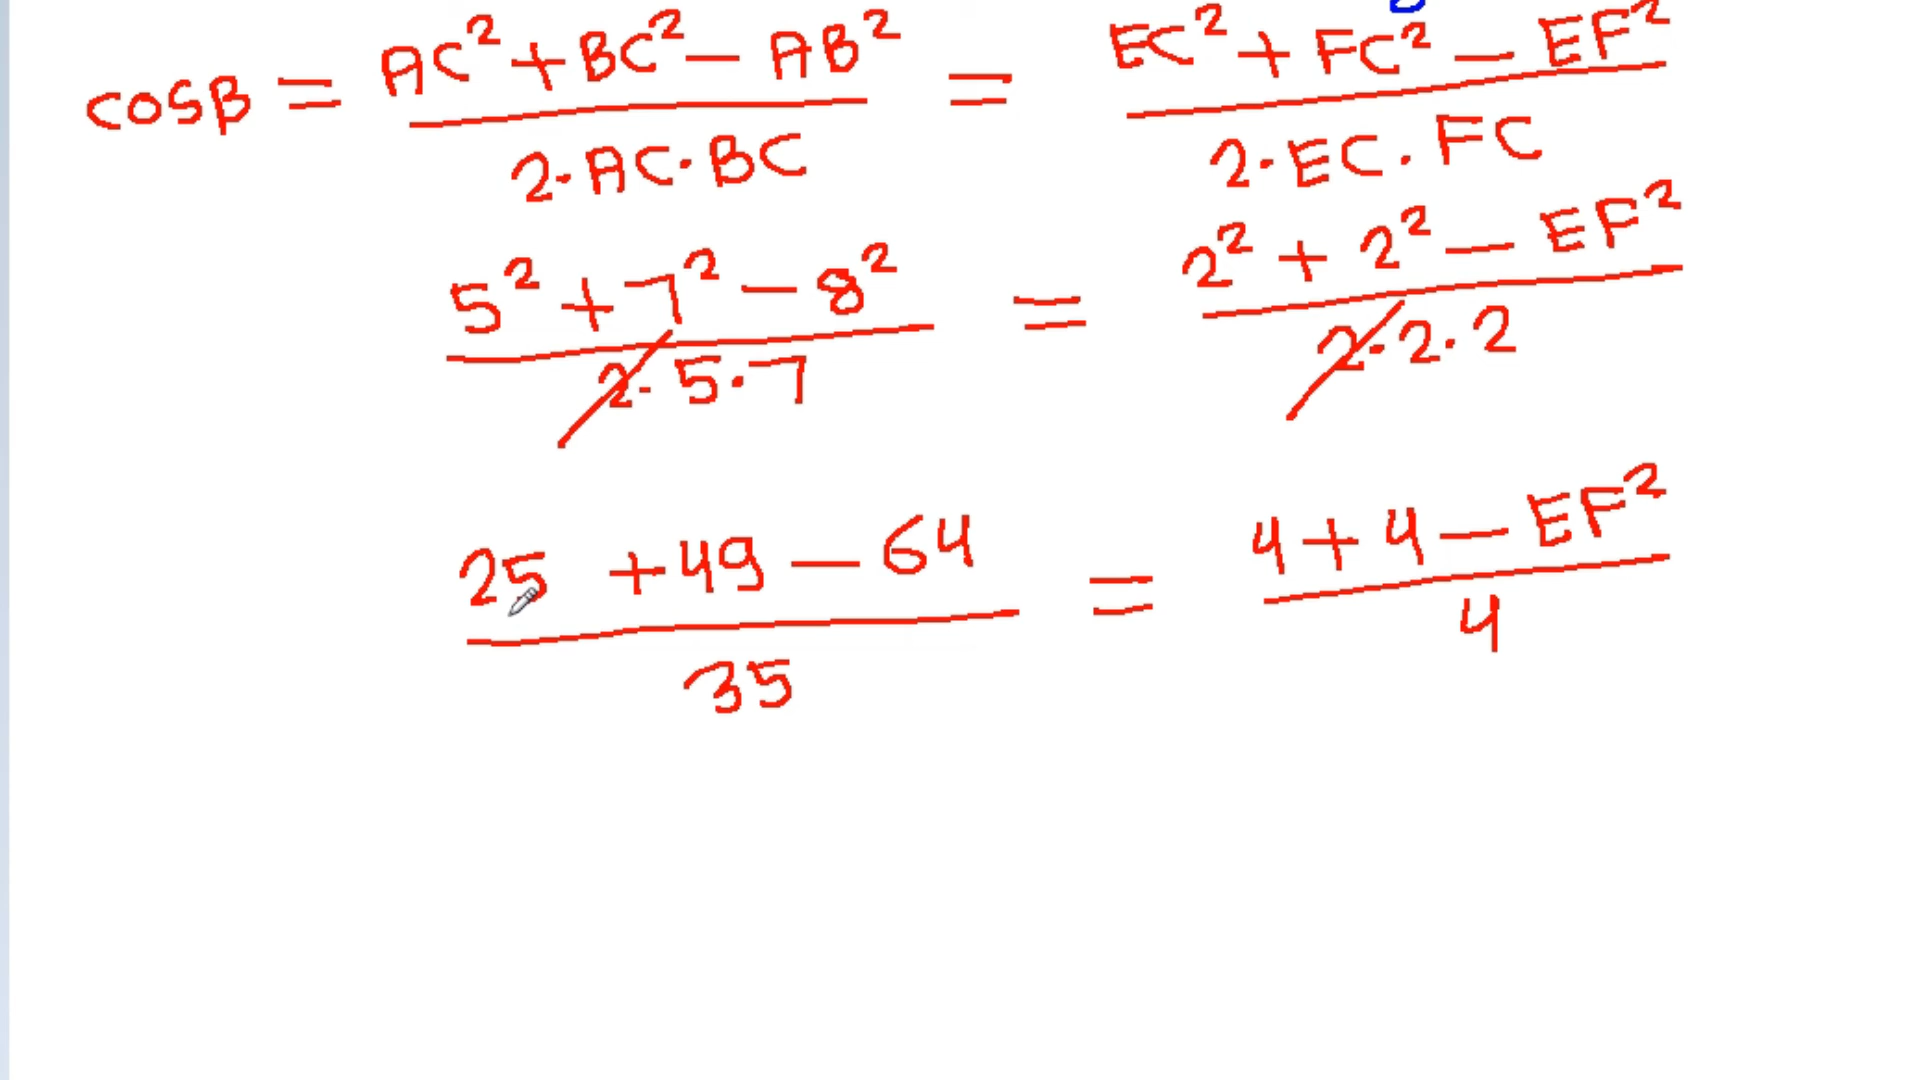 cosβ = AC² + BC² − AB² / 2·AC·BC = EC² + FC² − EF² / 2·EC·FC
5² + 7² − 8² / 2·5·7 = 2² + 2² − EF² / 2·2·2
25 + 49 − 64 / 35 = 4 + 4 − EF² / 4